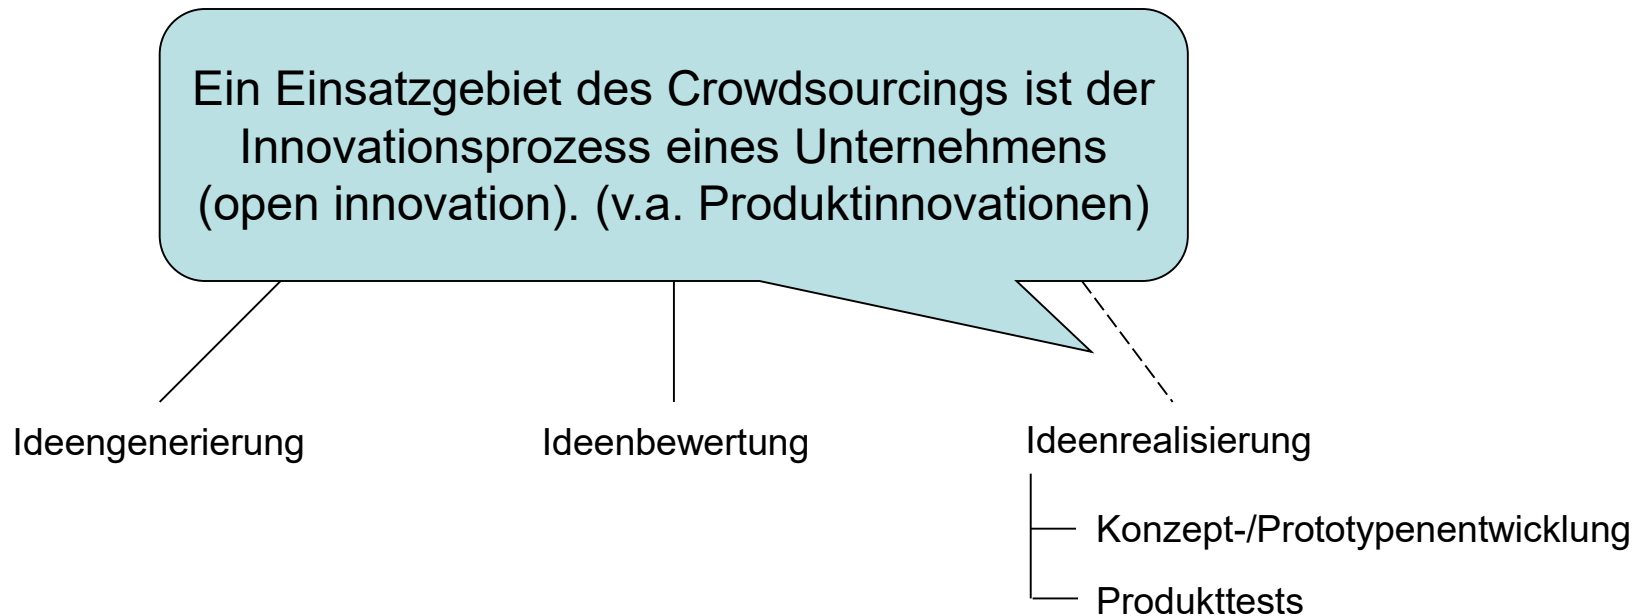 Ein Einsatzgebiet des Crowdsourcings ist der
Innovationsprozess eines Unternehmens
(open innovation). (v.a. Produktinnovationen)
Ideengenerierung
Ideenbewertung
Ideenrealisierung
Konzept-/Prototypenentwicklung
Produkttests